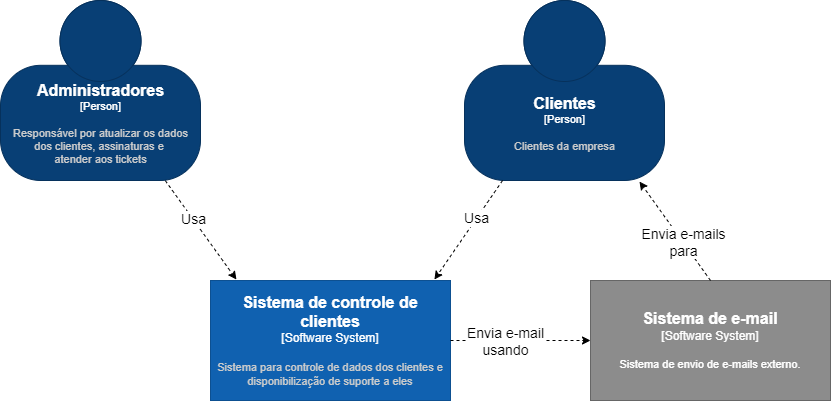 Administradores
[Person]
Responsável por atualizar os dados
dos clientes, assinaturas e
atender aos tickets
Clientes
[Person]
Clientes da empresa
Usa
Usa
Envia e-mails
para
Sistema de controle de
clientes
[Software System]
Sistema para controle de dados dos clientes e
disponibilização de suporte a eles
Envia e-mail
usando
Sistema de e-mail
[Software System]
Sistema de envio de e-mails externo.